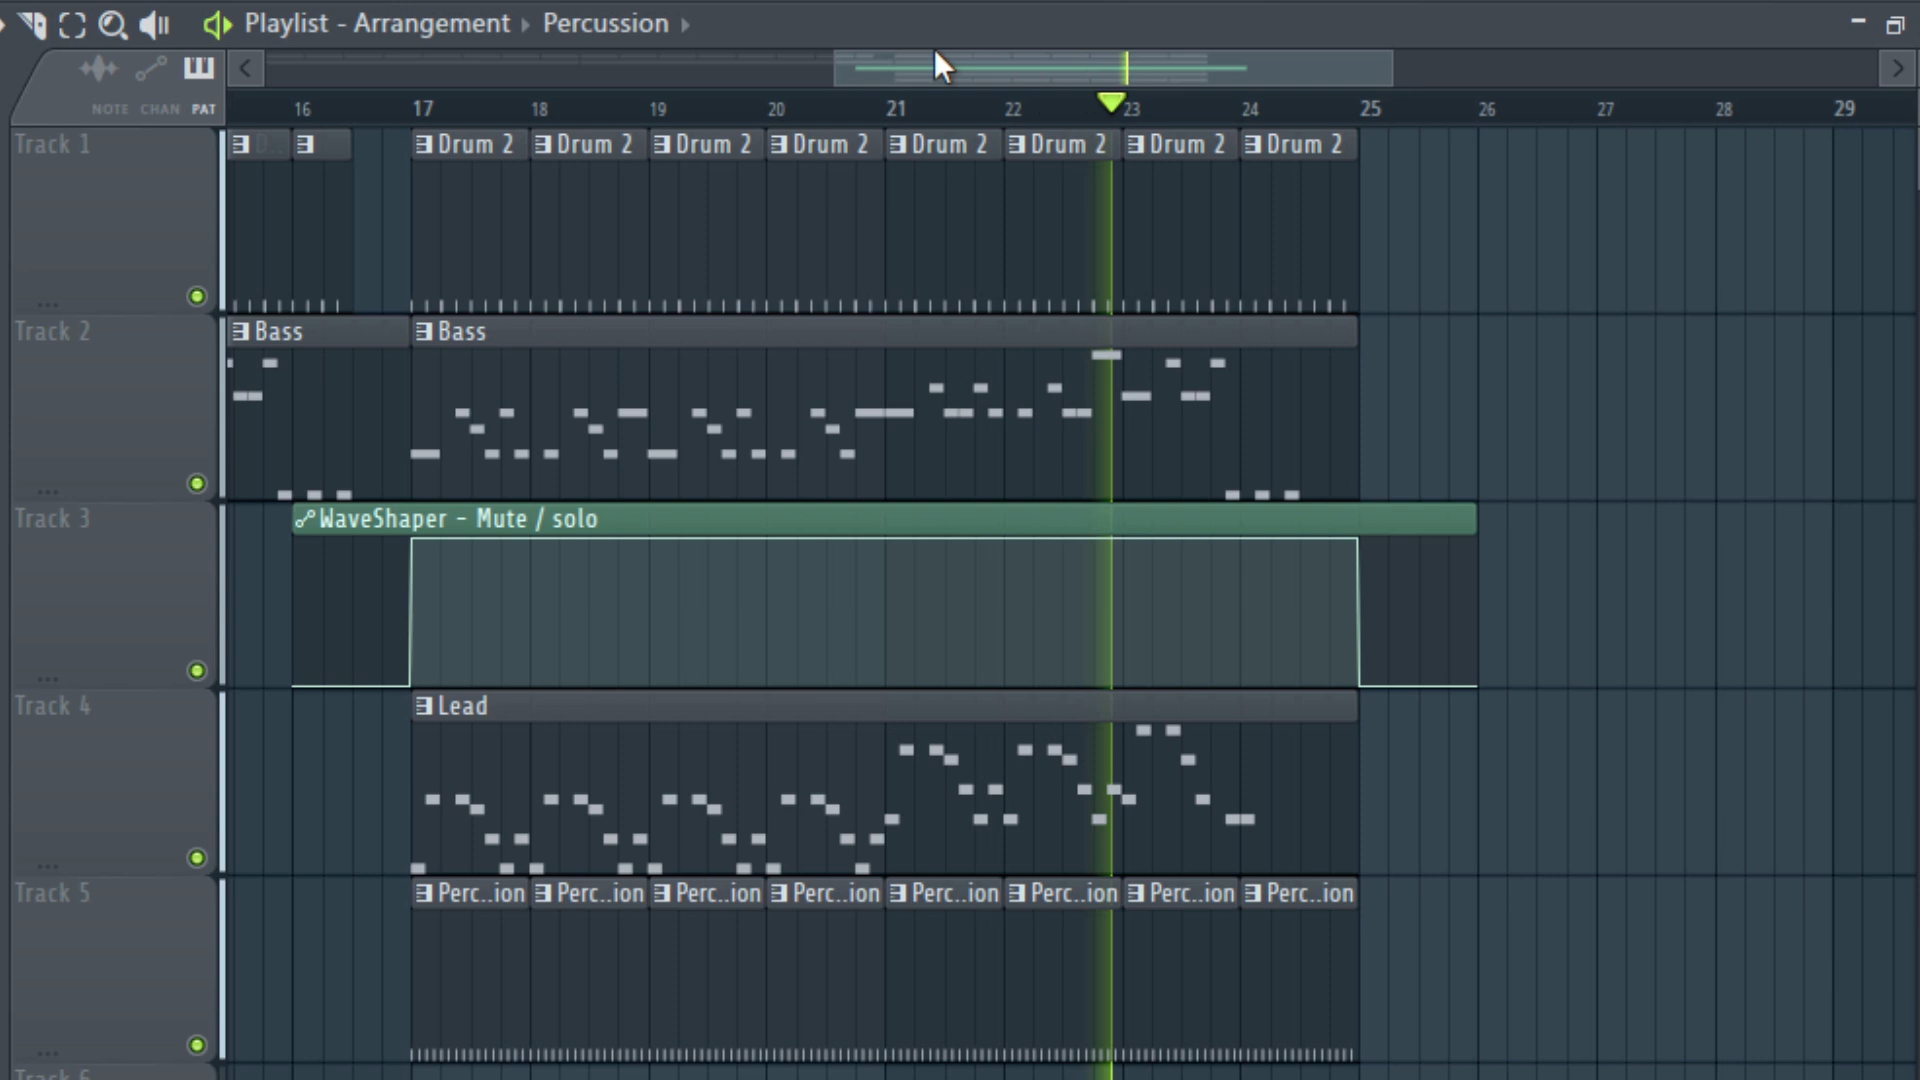 Playlist - Arrangement Percussion
NOTE CHAN PAT
16 17 18 19 20 21 22 23 24 25 26 27 28 29
Track 1
D Drum 2 Drum 2 Drum 2 Drum 2 Drum 2 Drum 2 Drum 2 Drum 2
Track 2
Bass Bass
Track 3
WaveShaper - Mute / solo
Track 4
Lead
Track 5
Perc..ion Perc..ion Perc..ion Perc..ion Perc..ion Perc..ion Perc..ion Perc..ion
Track 6